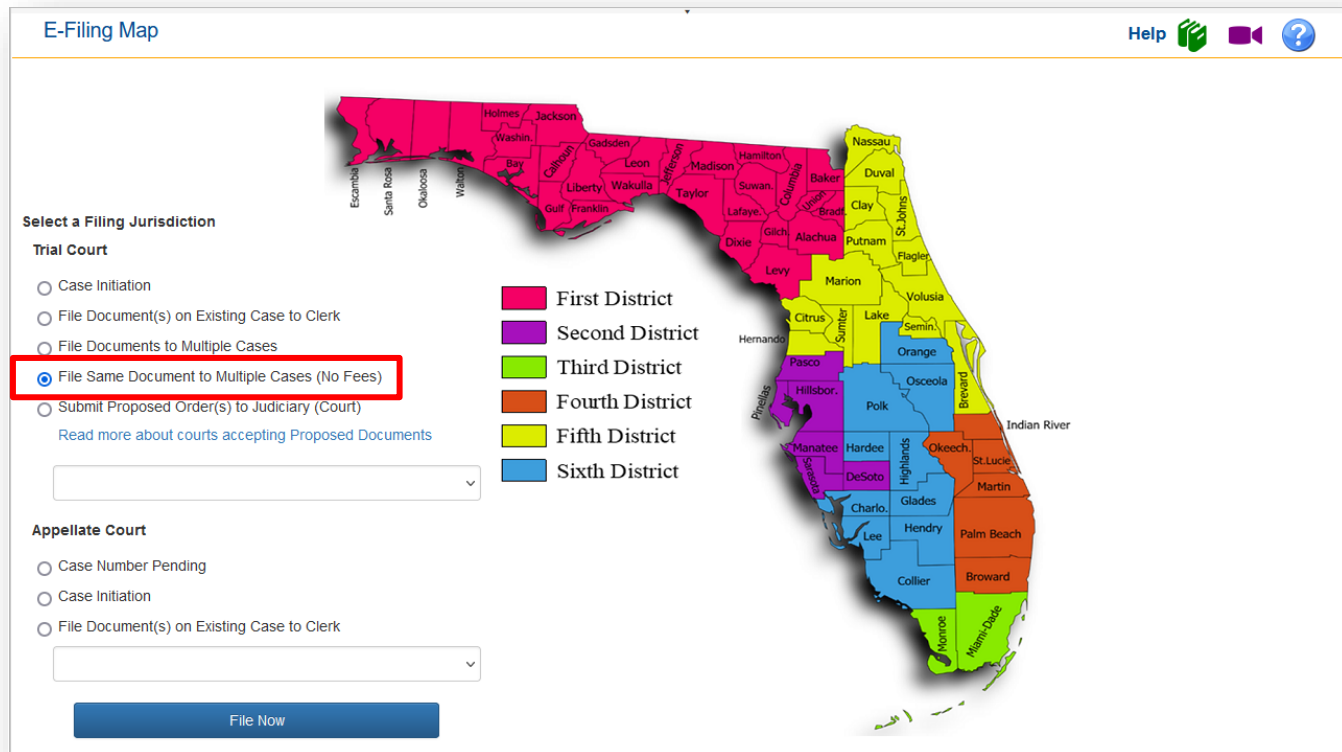 E-Filing Map
Help
?
Select a Filing Jurisdiction
Trial Court
Case Initiation
File Document(s) on Existing Case to Clerk
File Documents to Multiple Cases
File Same Document to Multiple Cases (No Fees)
Submit Proposed Order(s) to Judiciary (Court)
Read more about courts accepting Proposed Documents
Appellate Court
Case Number Pending
Case Initiation
File Document(s) on Existing Case to Clerk
File Now
First District
Second District
Third District
Fourth District
Fifth District
Sixth District
Escambia
Santa Rosa
Okaloosa
Walton
Holmes
Jackson
Washin.
Bay
Calhoun
Gulf
Gadsden
Liberty
Franklin
Leon
Wakulla
Jefferson
Madison
Taylor
Hamilton
Suwan.
Lafaye.
Dixie
Columbia
Gilch.
Baker
Union
Bradf.
Alachua
Levy
Nassau
Duval
Clay
St.Johns
Putnam
Flagler
Marion
Volusia
Citrus
Sumter
Lake
Semin.
Hernando
Orange
Pasco
Osceola
Brevard
Pinellas
Hillsbor.
Polk
Indian River
Manatee
Hardee
Highlands
Okeech.
St.Lucie
Sarasota
DeSoto
Martin
Charlo.
Glades
Lee
Hendry
Palm Beach
Collier
Broward
Monroe
Miami-Dade